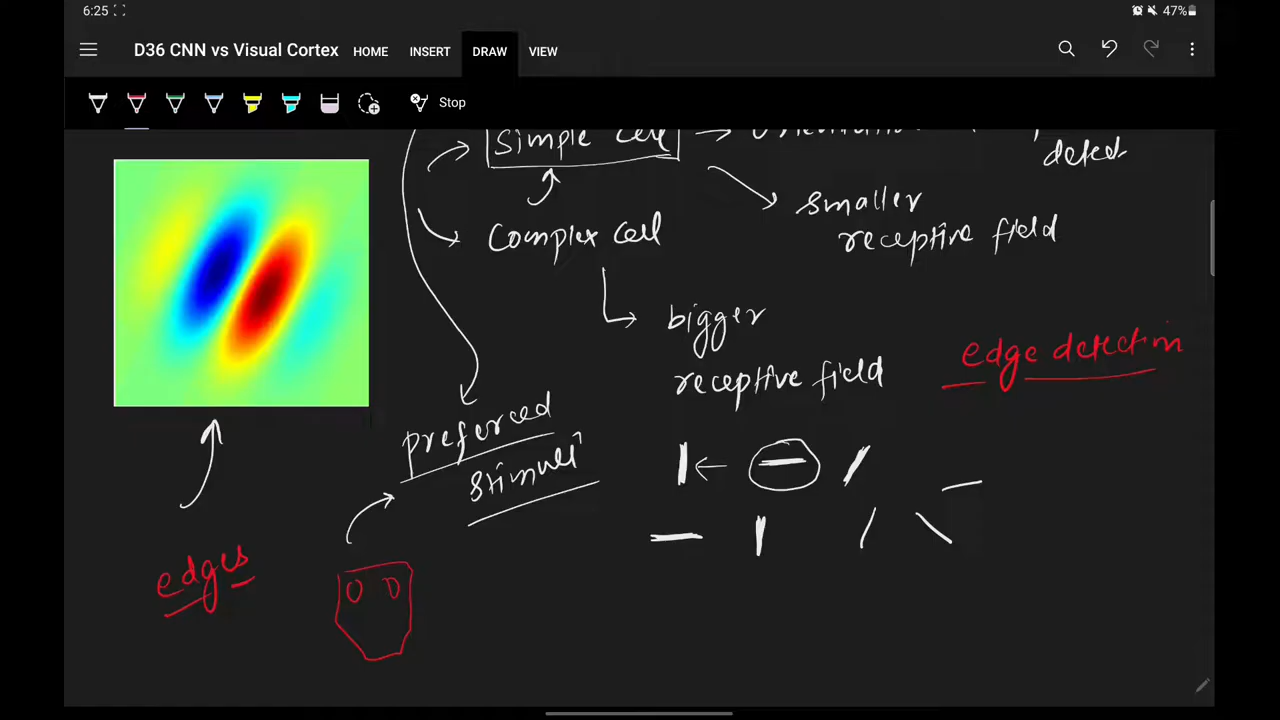 6:25
47%
D36 CNN vs Visual Cortex HOME INSERT DRAW VIEW
Stop
Simple Cell →
detect
smaller
receptive field
Complex Cell
bigger
receptive field
edge detection
preferred
stimuli
edges